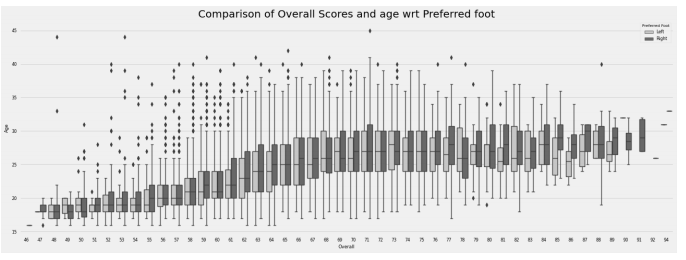 Comparison of Overall Scores and age wrt Preferred foot
Preferred Foot
Left
Right
45
40
35
30
25
20
15
Age
46 47 48 49 50 51 52 53 54 55 56 57 58 59 60 61 62 63 64 65 66 67 68 69 70 71 72 73 74 75 76 77 78 79 80 81 82 83 84 85 86 87 88 89 90 91 92 94
Overall